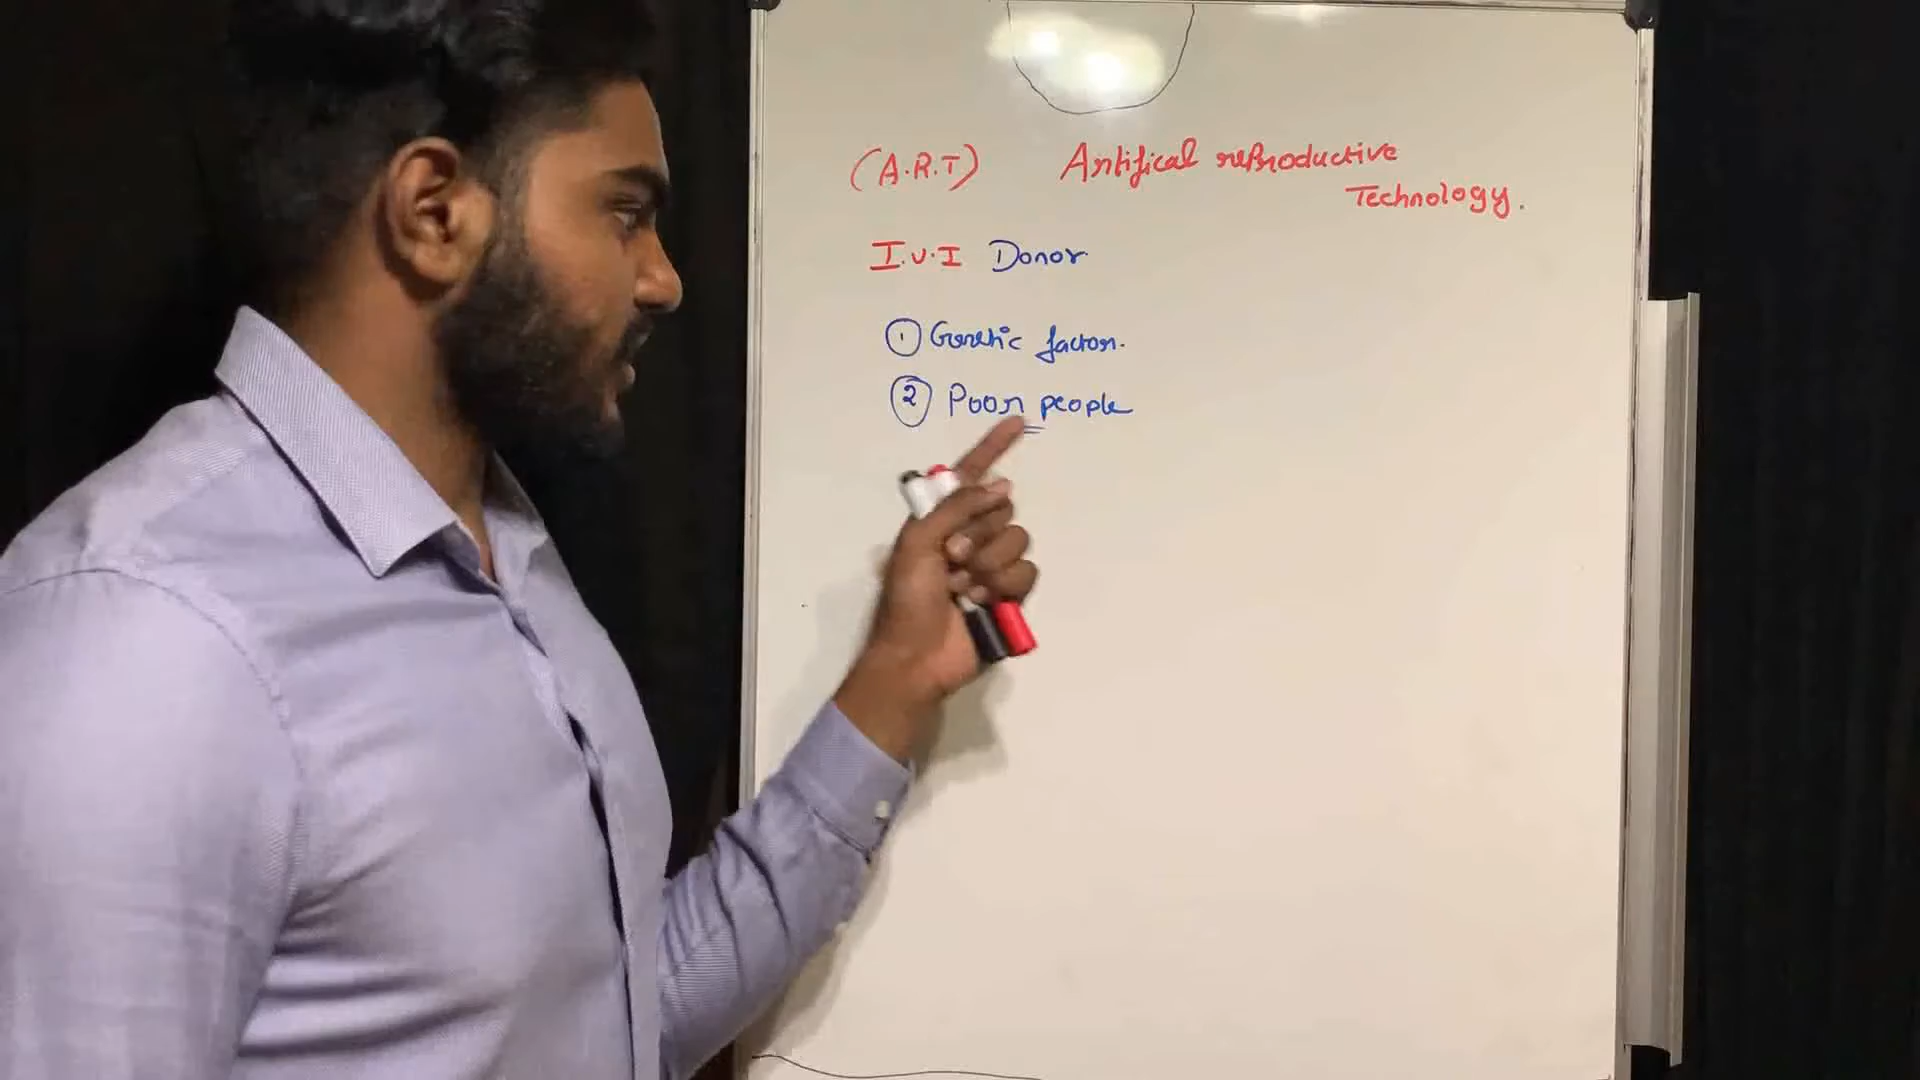 (A.R.T) Artifical reproductive
Technology.
I.U.I Donor
1 Genetic factor.
2 Poor people